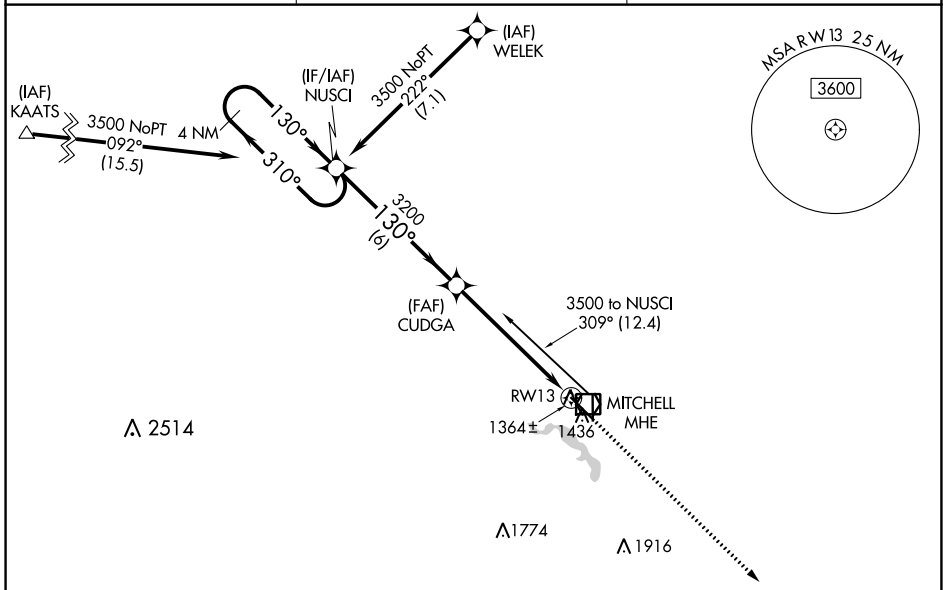 (IAF)
WELEK
3500 NoPT
222°
(7.1)
MSA RW 13 25 NM
3600
(IF/IAF)
NUSCI
(IAF)
KAATS
3500 NoPT
092°
(15.5)
4 NM
130°
310°
3200
130°
(6)
(FAF)
CUDGA
3500 to NUSCI
309° (12.4)
RW13
MITCHELL
MHE
1364±
1436
2514
1774
1916